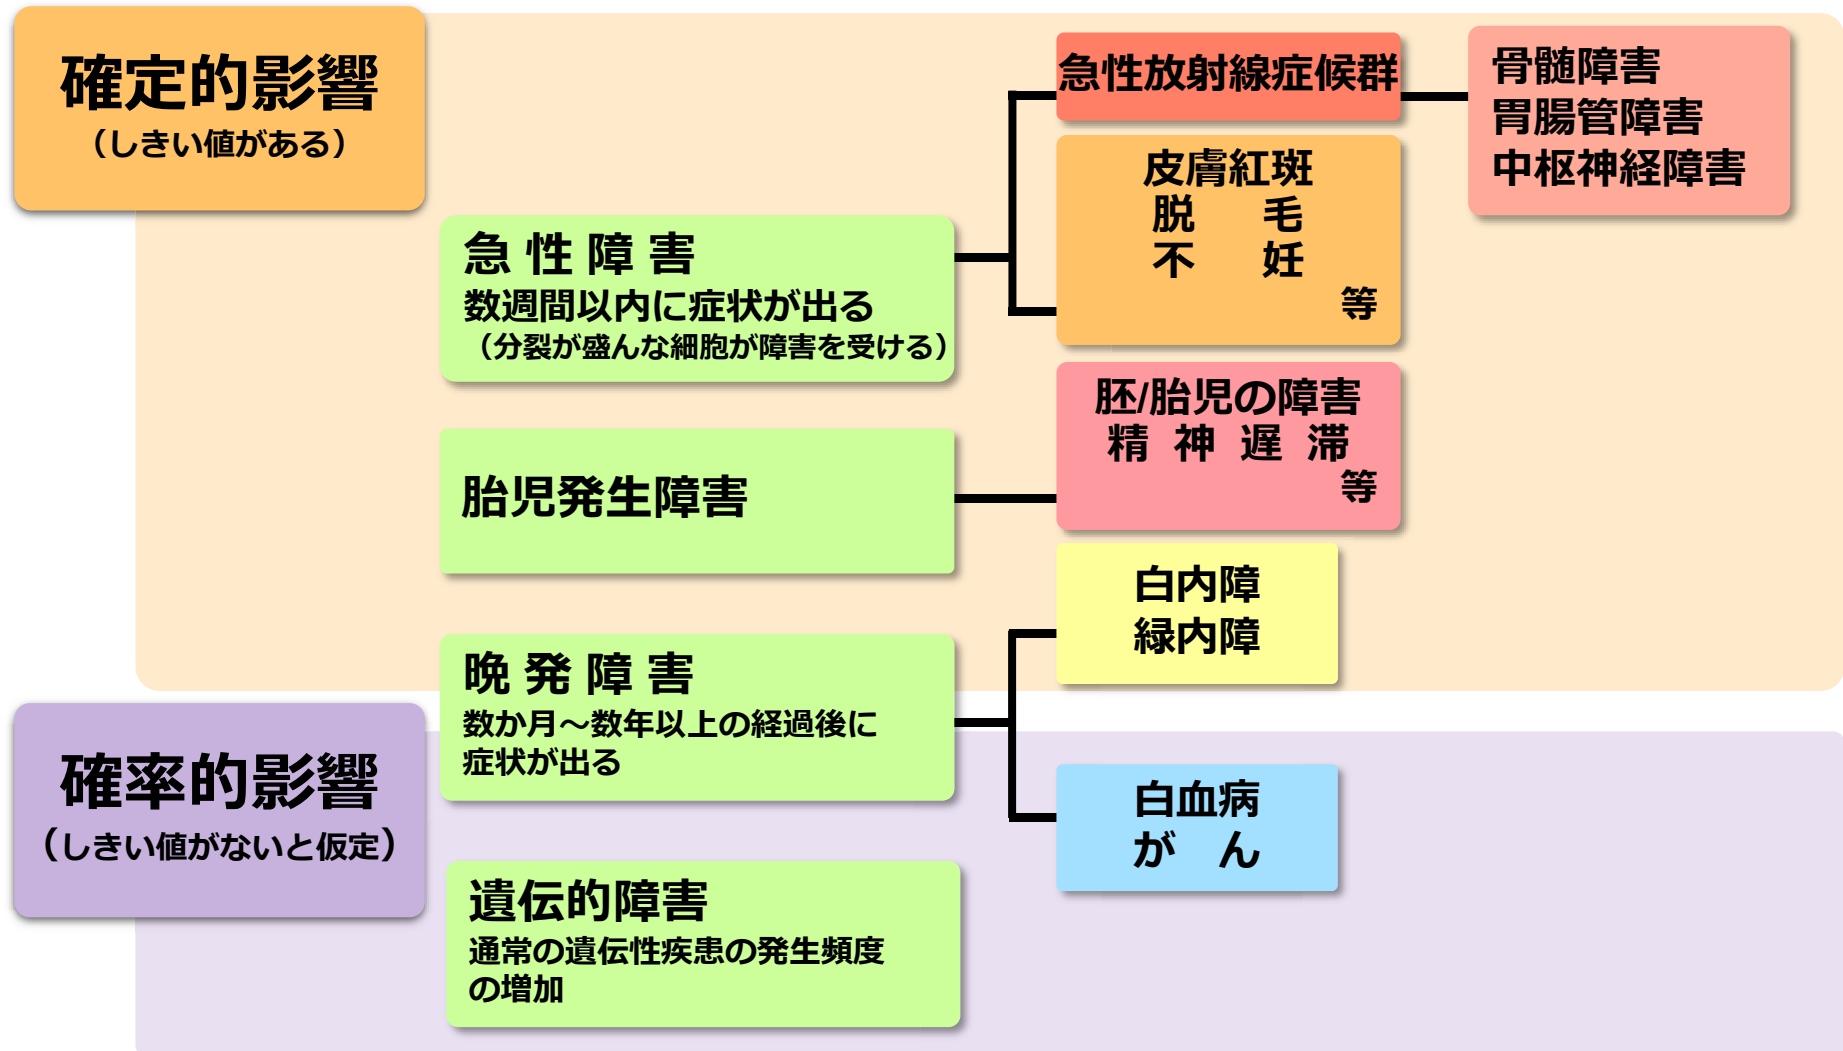 確定的影響
（しきい値がある）
急性放射線症候群
骨髄障害
胃腸管障害
中枢神経障害
皮膚紅斑
脱　毛
不　妊
等
急 性 障 害
数週間以内に症状が出る
（分裂が盛んな細胞が障害を受ける）
胎児発生障害
胚/胎児の障害
精 神 遅 滞
等
晩 発 障 害
数か月～数年以上の経過後に
症状が出る
白内障
緑内障
確率的影響
（しきい値がないと仮定）
白血病
が　ん
遺伝的障害
通常の遺伝性疾患の発生頻度
の増加